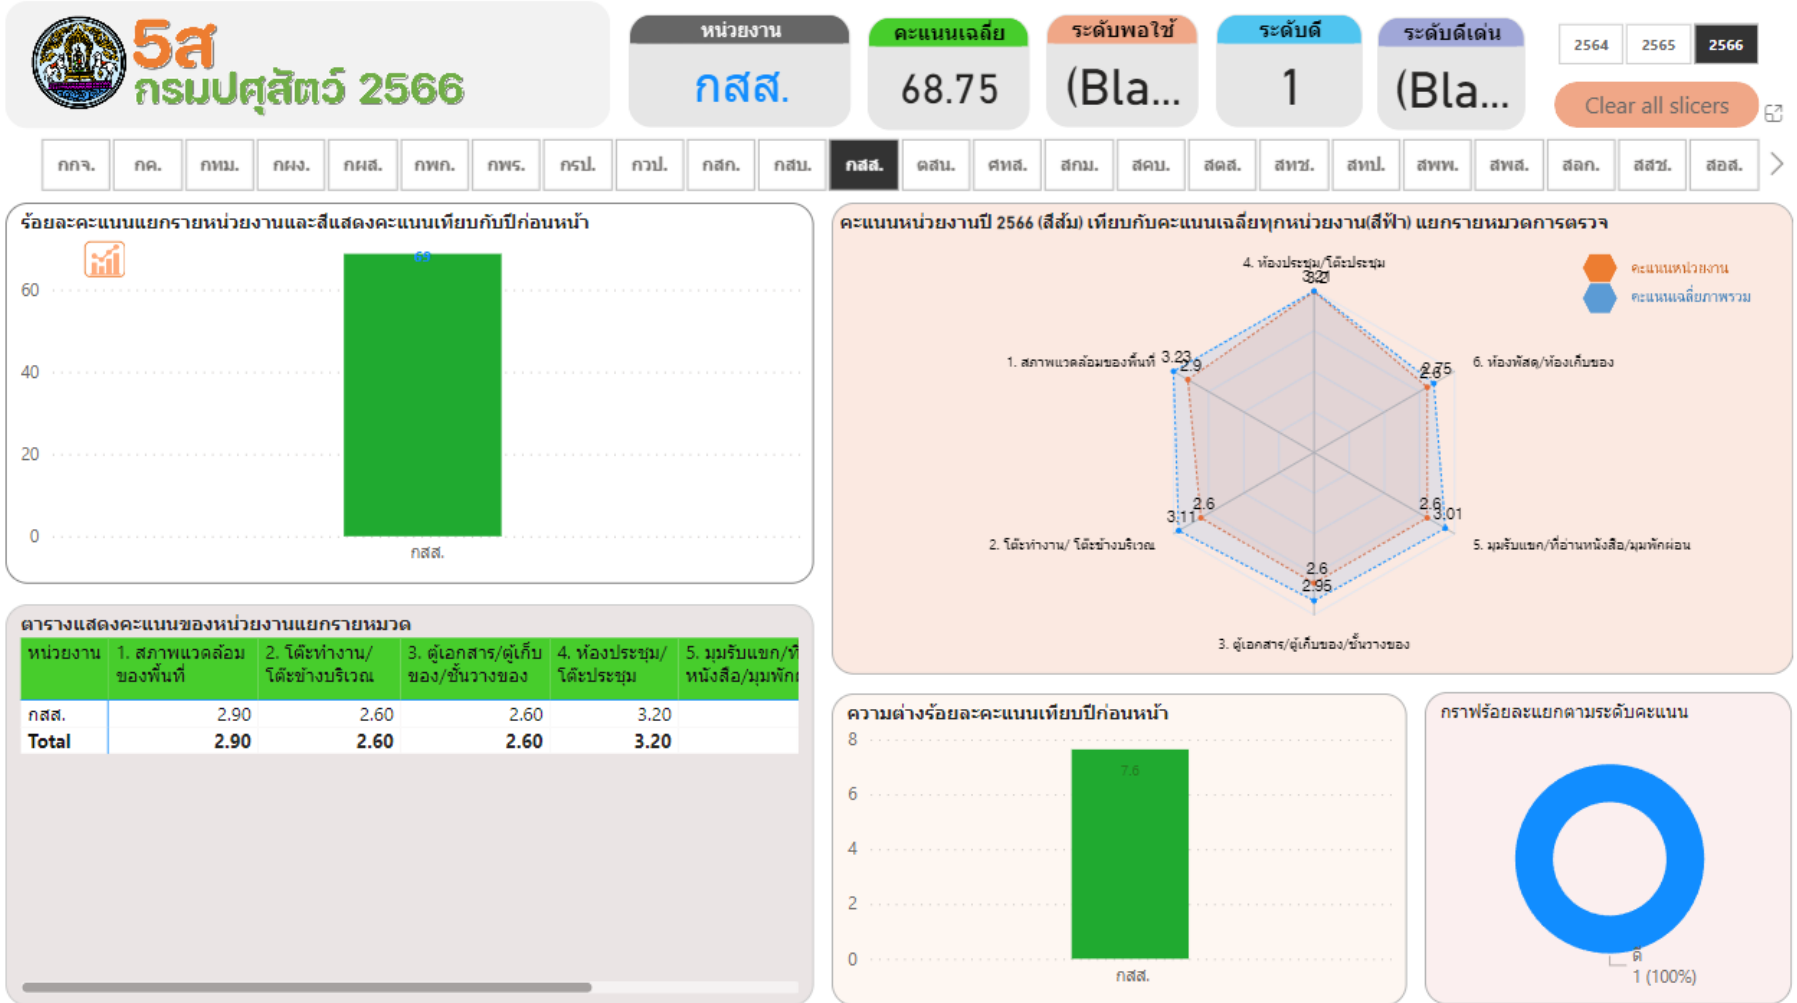 5ส
กรมปศุสัตว์ 2566
หน่วยงาน
กสส.
คะแนนเฉลี่ย
68.75
ระดับพอใช้
(Bla...
ระดับดี
1
ระดับดีเด่น
(Bla...
2564 2565 2566
Clear all slicers
กกจ. กค. กทม. กผง. กผส. กพก. กพร. กรป. กวป. กสก. กสบ. กสส. ตสน. ศทส. สกม. สคบ. สตส. สทช. สทป. สพพ. สพส. สลก. สสช. สอส.
ร้อยละคะแนนแยกรายหน่วยงานและสีแสดงคะแนนเทียบกับปีก่อนหน้า
69
60
40
20
0
กสส.
คะแนนหน่วยงานปี 2566 (สีส้ม) เทียบกับคะแนนเฉลี่ยทุกหน่วยงาน(สีฟ้า) แยกรายหมวดการตรวจ
คะแนนหน่วยงาน
คะแนนเฉลี่ยภาพรวม
4. ห้องประชุม/โต๊ะประชุม
1. สภาพแวดล้อมของพื้นที่
3.23
2.9
2.75
2.6
6. ห้องพัสดุ/ห้องเก็บของ
2.6
3.11
2.6
3.01
2. โต๊ะทำงาน/ โต๊ะข้างบริเวณ
5. มุมรับแขก/ที่อ่านหนังสือ/มุมพักผ่อน
2.6
2.95
3. ตู้เอกสาร/ตู้เก็บของ/ชั้นวางของ
ตารางแสดงคะแนนของหน่วยงานแยกรายหมวด
หน่วยงาน 1. สภาพแวดล้อม 2. โต๊ะทำงาน/ 3. ตู้เอกสาร/ตู้เก็บ 4. ห้องประชุม/ 5. มุมรับแขก/ที่
ของพื้นที่ โต๊ะข้างบริเวณ ของ/ชั้นวางของ โต๊ะประชุม หนังสือ/มุมพัก
กสส. 2.90 2.60 2.60 3.20
Total 2.90 2.60 2.60 3.20
ความต่างร้อยละคะแนนเทียบปีก่อนหน้า
8
7.6
6
4
2
0
กสส.
กราฟร้อยละแยกตามระดับคะแนน
ดี
1 (100%)